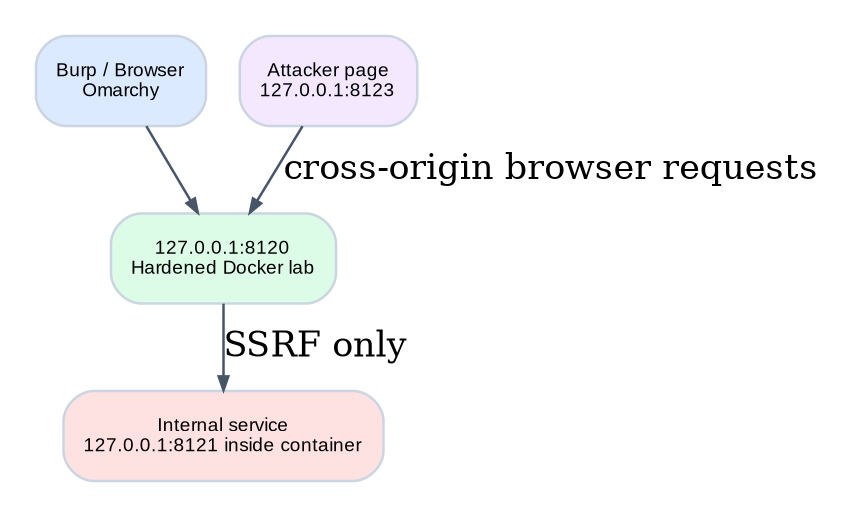 Burp / Browser
Omarchy
Attacker page
127.0.0.1:8123
cross-origin browser requests
127.0.0.1:8120
Hardened Docker lab
SSRF only
Internal service
127.0.0.1:8121 inside container